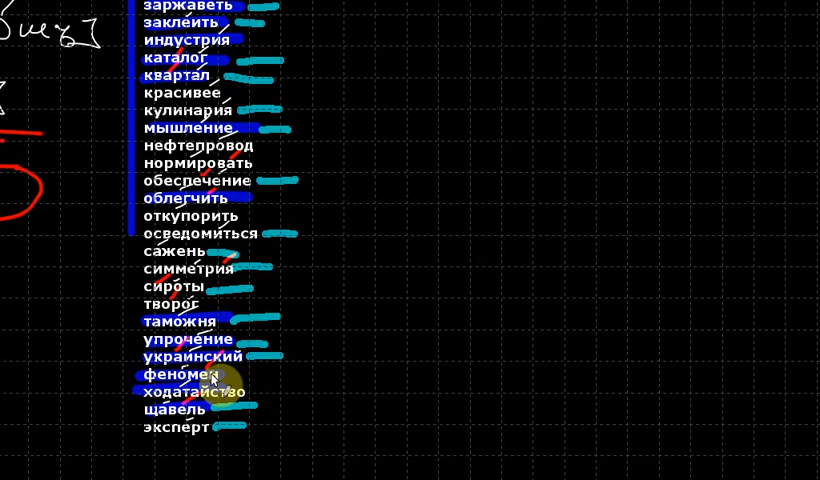 заржаветь
заклеить
индустрия
каталог
квартал
красивее
кулинария
мышление
нефтепровод
нормировать
обеспечение
облегчить
откупорить
осведомиться
сажень
симметрия
сироты
творог
таможня
упрочение
украинский
феномен
ходатайство
щавель
эксперт